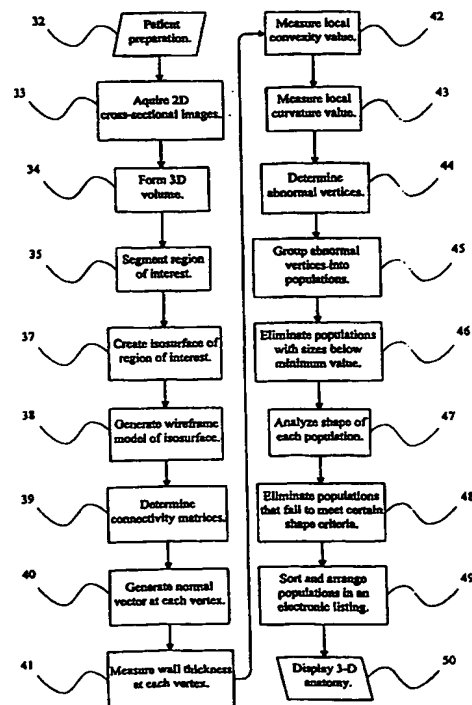 32
Patient
preparation.
33
Aquire 2D
cross-sectional images.
34
Form 3D
volume.
35
Segment region
of interest.
37
Create isosurface of
region of interest.
38
Generate wireframe
model of isosurface.
39
Determine
connectivity matrices.
40
Generate normal
vector at each vertex.
41
Measure wall thickness
at each vertex.
Measure local
convexity value.
42
Measure local
curvature value.
43
Determine
abnormal vertices.
44
Group abnormal
vertices into
populations.
45
Eliminate populations
with sizes below
minimum value.
46
Analyze shape of
each population.
47
Eliminate populations
that fail to meet certain
shape criteria.
48
Sort and arrange
populations in an
electronic listing.
49
Display 3-D
anatomy.
50